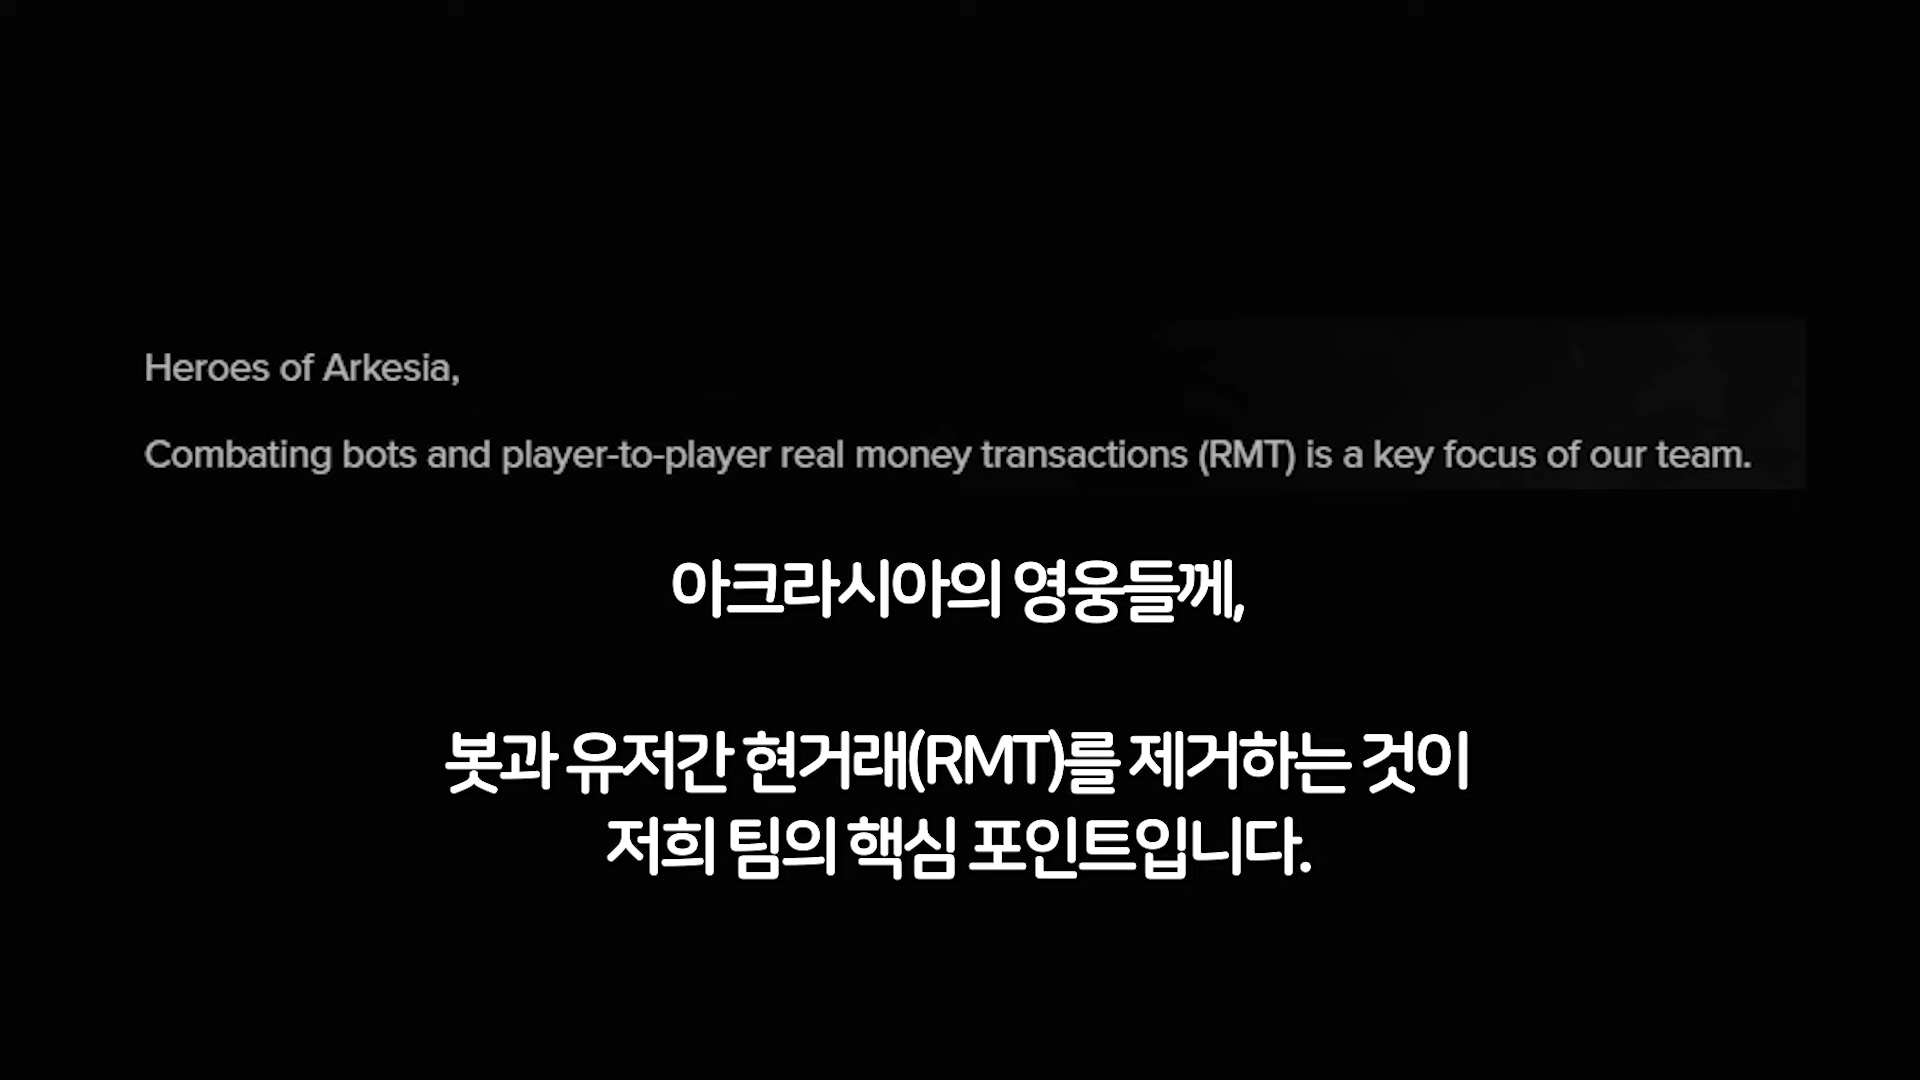 Heroes of Arkesia,
Combating bots and player-to-player real money transactions (RMT) is a key focus of our team.
아크라시아의 영웅들께,
봇과 유저간 현거래(RMT)를 제거하는 것이
저희 팀의 핵심 포인트입니다.